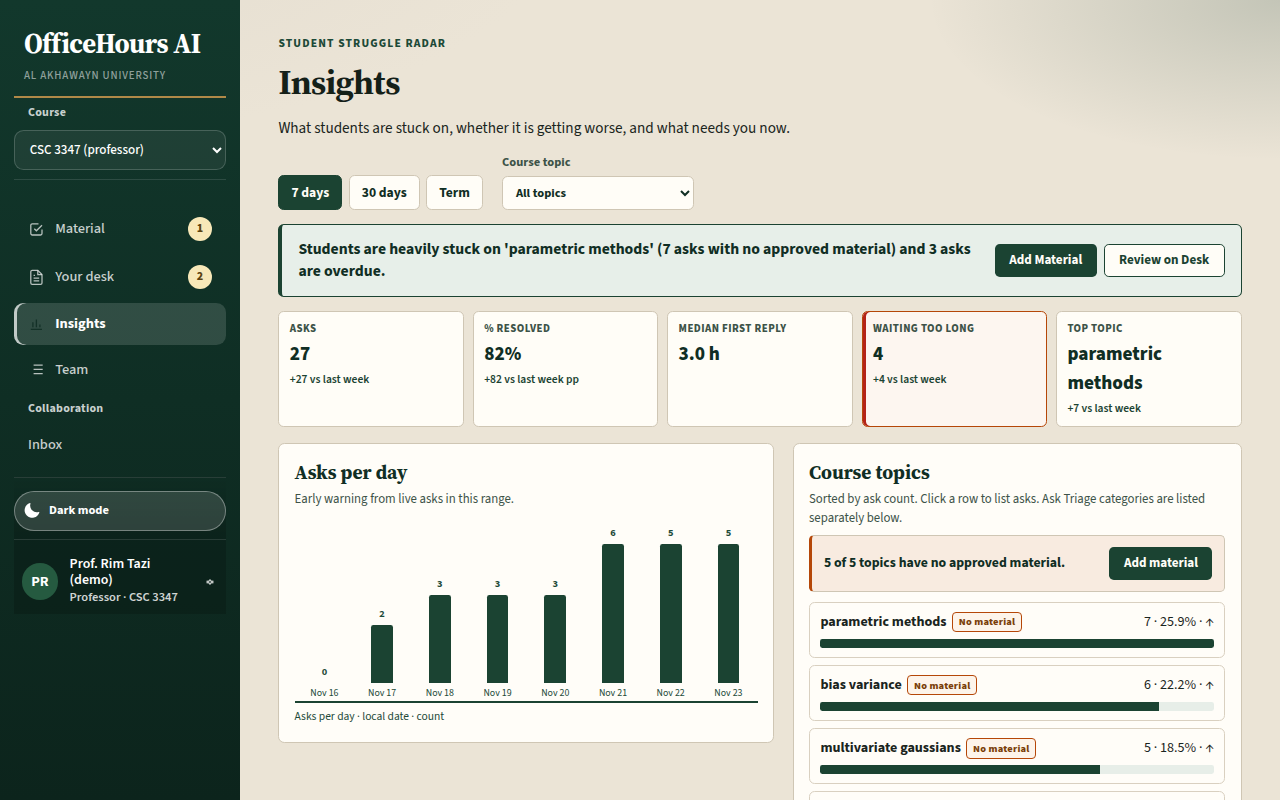 OfficeHours AI
AL AKHAWAYN UNIVERSITY
Course
CSC 3347 (professor)
Material 1
Your desk 2
Insights
Team
Collaboration
Inbox
Dark mode
PR
Prof. Rim Tazi
(demo)
Professor · CSC 3347
STUDENT STRUGGLE RADAR
Insights
What students are stuck on, whether it is getting worse, and what needs you now.
Course topic
7 days
30 days
Term
All topics
Students are heavily stuck on 'parametric methods' (7 asks with no approved material) and 3 asks
are overdue.
Add Material
Review on Desk
ASKS
27
+27 vs last week
% RESOLVED
82%
+82 vs last week pp
MEDIAN FIRST REPLY
3.0 h
WAITING TOO LONG
4
+4 vs last week
TOP TOPIC
parametric
methods
+7 vs last week
Asks per day
Early warning from live asks in this range.
0 2 3 3 3 6 5 5
Nov 16 Nov 17 Nov 18 Nov 19 Nov 20 Nov 21 Nov 22 Nov 23
Asks per day · local date · count
Course topics
Sorted by ask count. Click a row to list asks. Ask Triage categories are listed
separately below.
5 of 5 topics have no approved material.
Add material
parametric methods No material 7 · 25.9% · ↑
bias variance No material 6 · 22.2% · ↑
multivariate gaussians No material 5 · 18.5% · ↑